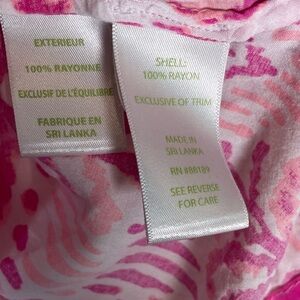 EXTERIEUR
100% RAYONNE
EXCLUSIF DE L'ÉQUILIBRE
FABRIQUE EN
SRI LANKA
SHELL:
100% RAYON
EXCLUSIVE OF TRIM
MADE IN
SRI LANKA
RN #88189
SEE REVERSE
FOR CARE